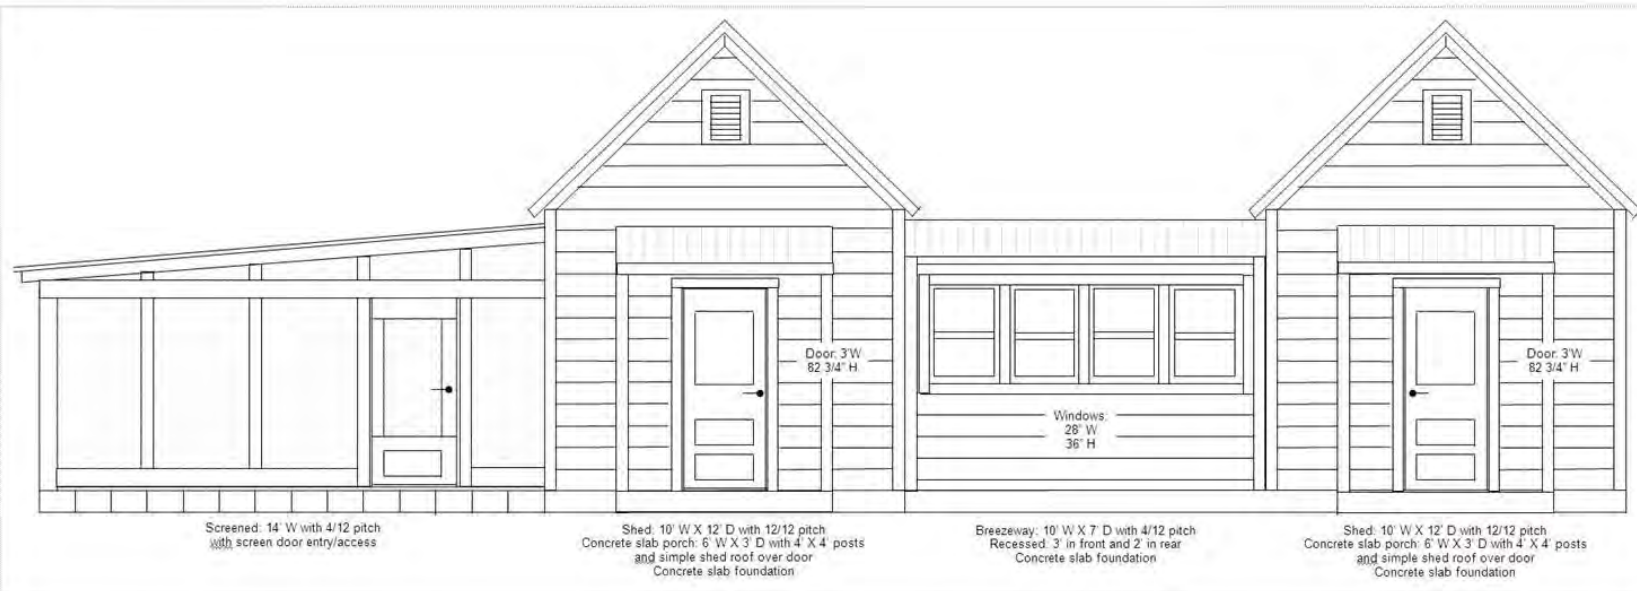 Door: 3'W
82 3/4" H
Windows:
28" W
36" H
Door: 3'W
82 3/4" H
Screened: 14' W with 4/12 pitch
with screen door entry/access
Shed: 10' W X 12' D with 12/12 pitch
Concrete slab porch: 6' W X 3' D with 4' X 4' posts
and simple shed roof over door
Concrete slab foundation
Breezeway: 10' W X 7' D with 4/12 pitch
Recessed: 3' in front and 2' in rear
Concrete slab foundation
Shed: 10' W X 12' D with 12/12 pitch
Concrete slab porch: 6' W X 3' D with 4' X 4' posts
and simple shed roof over door
Concrete slab foundation